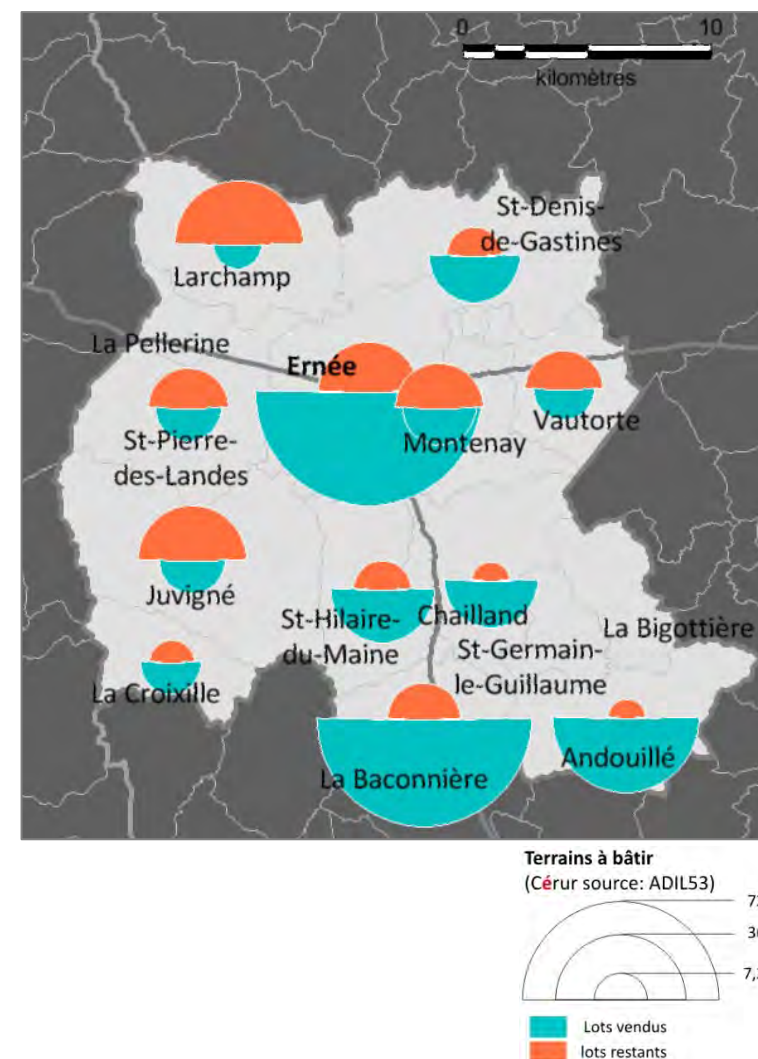 0 10
kilomètres
St-Denis-
de-Gastines
Larchamp
La Pellerine
Ernée
Vautorte
Montenay
St-Pierre-
des-Landes
Juvigné
St-Hilaire-
du-Maine
Chailland
La Bigottière
St-Germain-
le-Guillaume
La Croixille
La Baconnière
Andouillé
Terrains à bâtir
(Cérur source: ADIL53)
7,
Lots vendus
lots restants